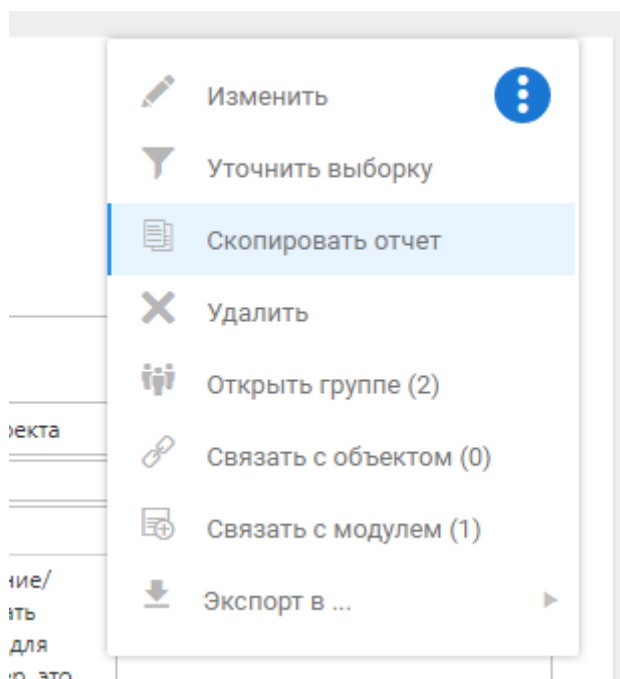 Изменить
Уточнить выборку
Скопировать отчет
Удалить
Открыть группе (2)
Связать с объектом (0)
Связать с модулем (1)
Экспорт в ...
екта
ние/
ать
для